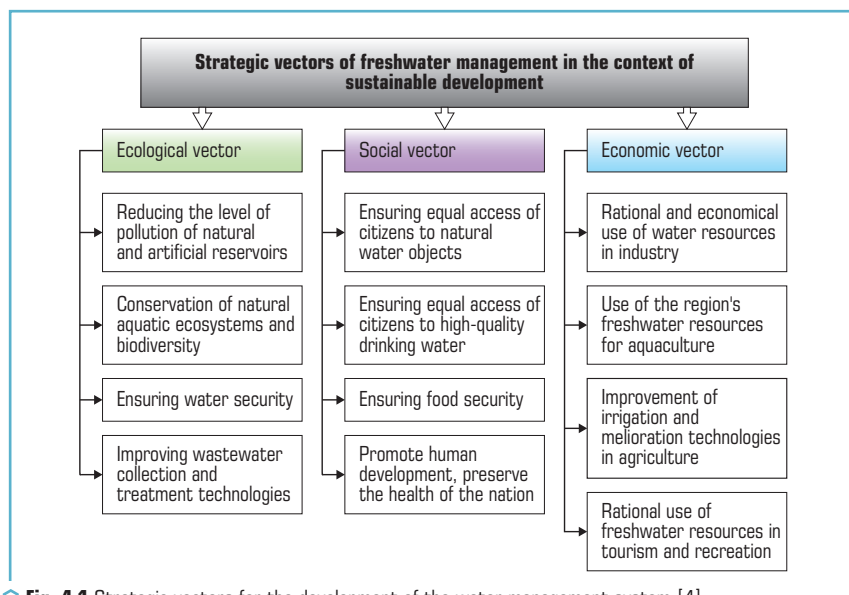 Strategic vectors of freshwater management in the context of
sustainable development
Ecological vector
Reducing the level of
pollution of natural
and artificial reservoirs
Conservation of natural
aquatic ecosystems and
biodiversity
Ensuring water security
Improving wastewater
collection and
treatment technologies
Social vector
Ensuring equal access of
citizens to natural
water objects
Ensuring equal access of
citizens to high-quality
drinking water
Ensuring food security
Promote human
development, preserve
the health of the nation
Economic vector
Rational and economical
use of water resources
in industry
Use of the region's
freshwater resources
for aquaculture
Improvement of
irrigation and
melioration technologies
in agriculture
Rational use of
freshwater resources in
tourism and recreation
Fig. 4.4 Strategic vectors for the development of the water management system [4]